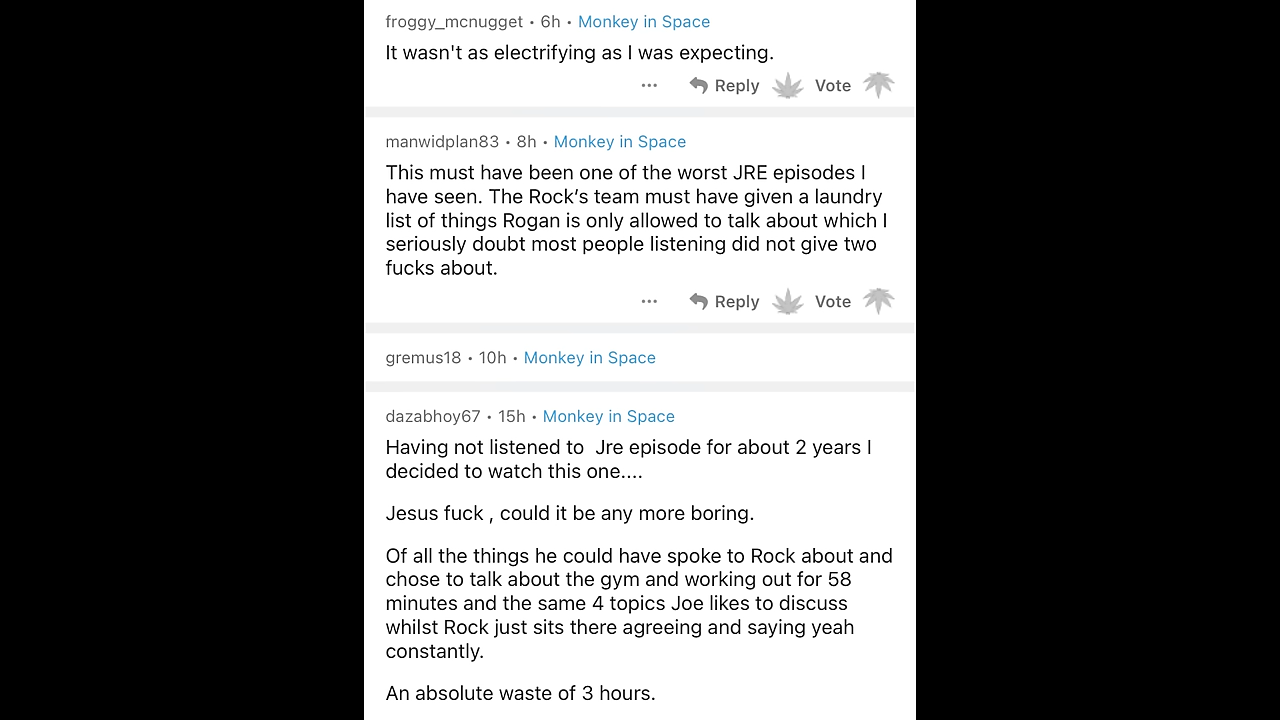 froggy_mcnugget • 6h • Monkey in Space
It wasn't as electrifying as I was expecting.
... Reply Vote
manwidplan83 • 8h • Monkey in Space
This must have been one of the worst JRE episodes I
have seen. The Rock‘s team must have given a laundry
list of things Rogan is only allowed to talk about which I
seriously doubt most people listening did not give two
fucks about.
... Reply Vote
gremus18 • 10h • Monkey in Space
dazabhoy67 • 15h • Monkey in Space
Having not listened to  Jre episode for about 2 years I
decided to watch this one....
Jesus fuck , could it be any more boring.
Of all the things he could have spoke to Rock about and
chose to talk about the gym and working out for 58
minutes and the same 4 topics Joe likes to discuss
whilst Rock just sits there agreeing and saying yeah
constantly.
An absolute waste of 3 hours.